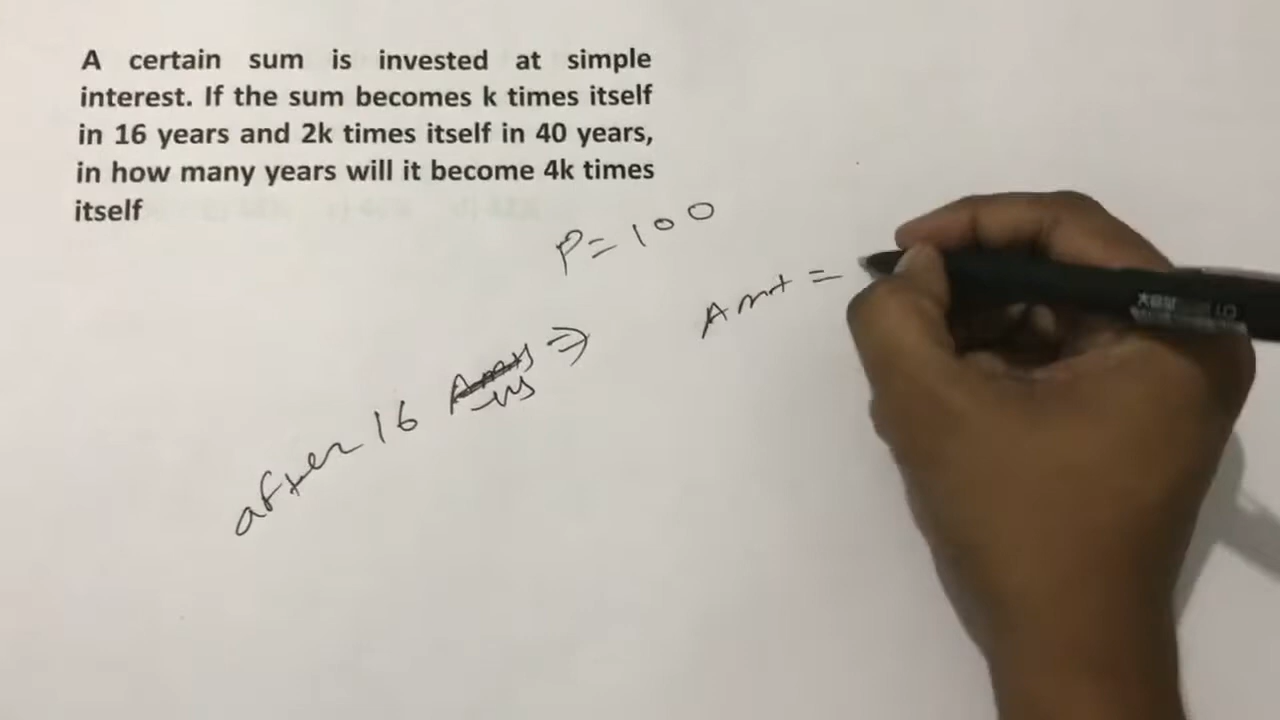 A certain sum is invested at simple
interest. If the sum becomes k times itself
in 16 years and 2k times itself in 40 years,
in how many years will it become 4k times
itself
P = 100
Amt =
after 16 yrs ⇒